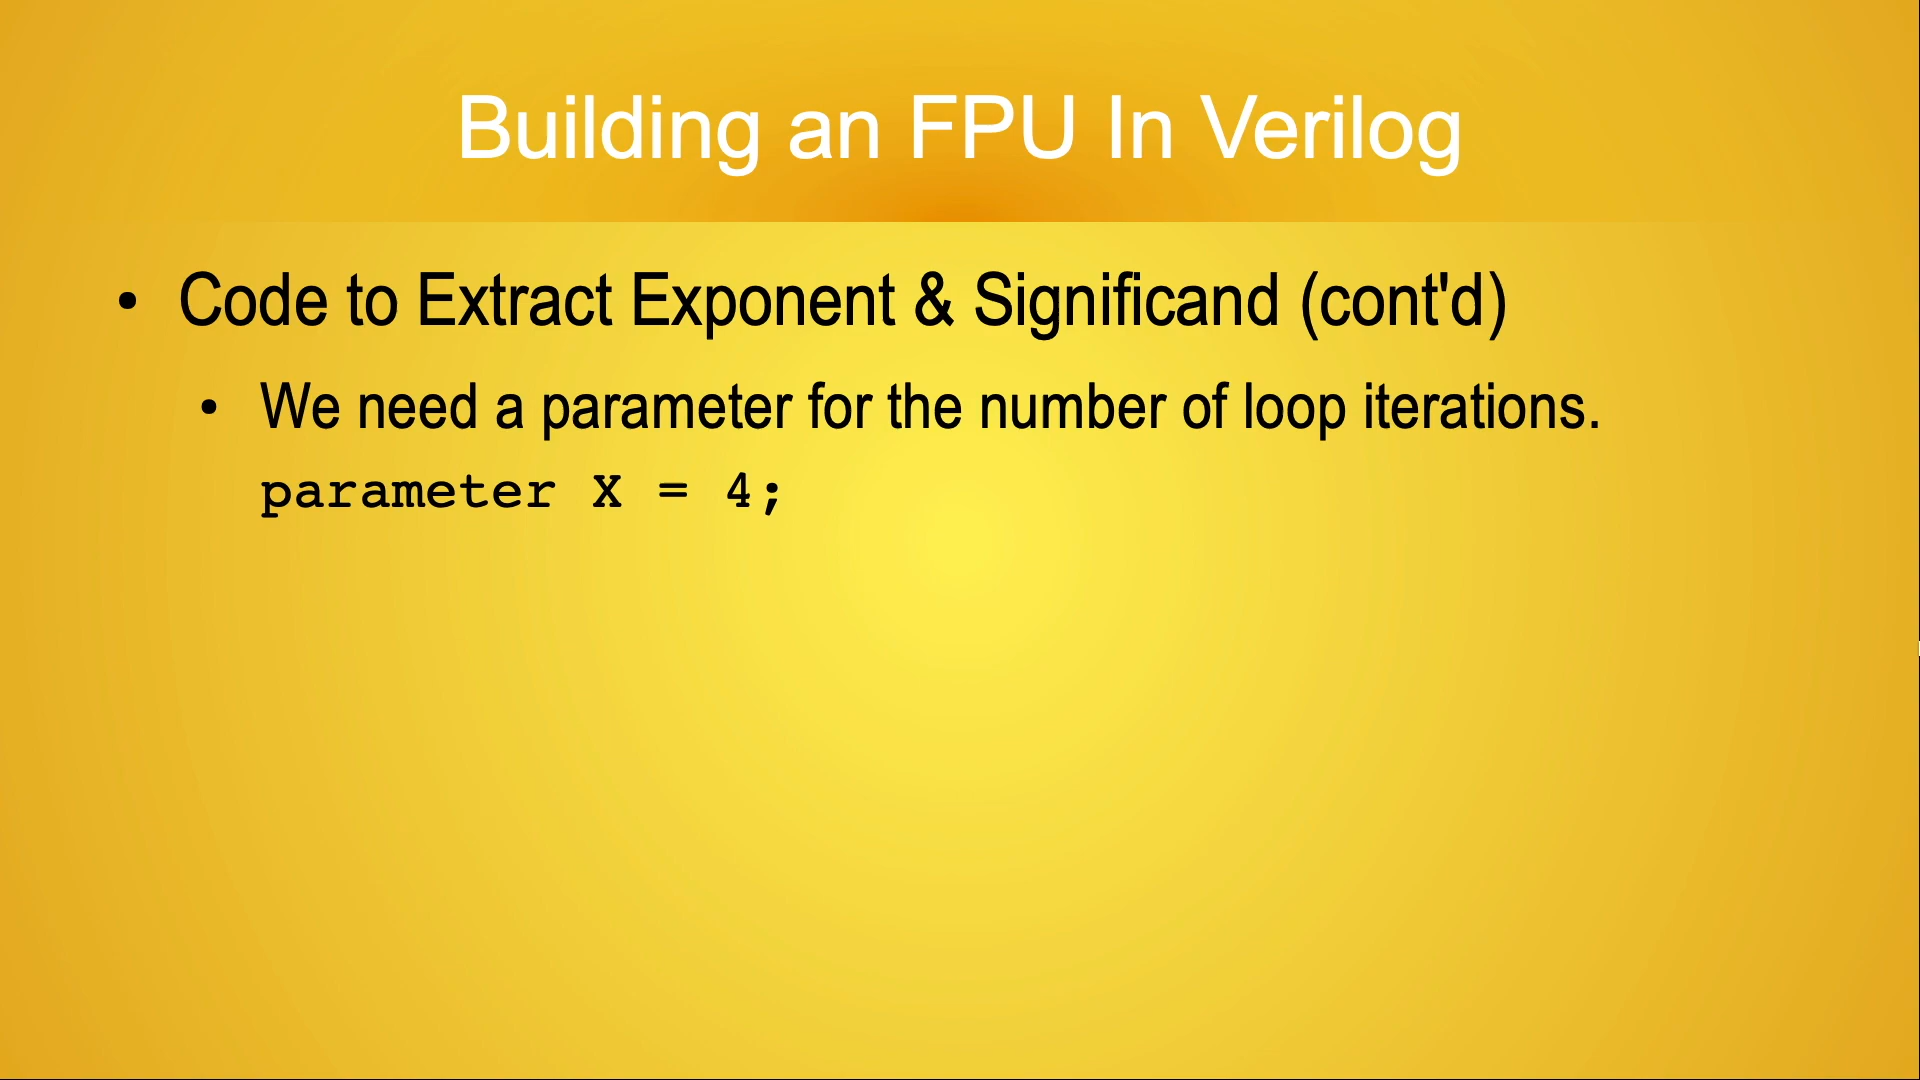 Building an FPU In Verilog
• Code to Extract Exponent & Significand (cont'd)
• We need a parameter for the number of loop iterations.
parameter X = 4;